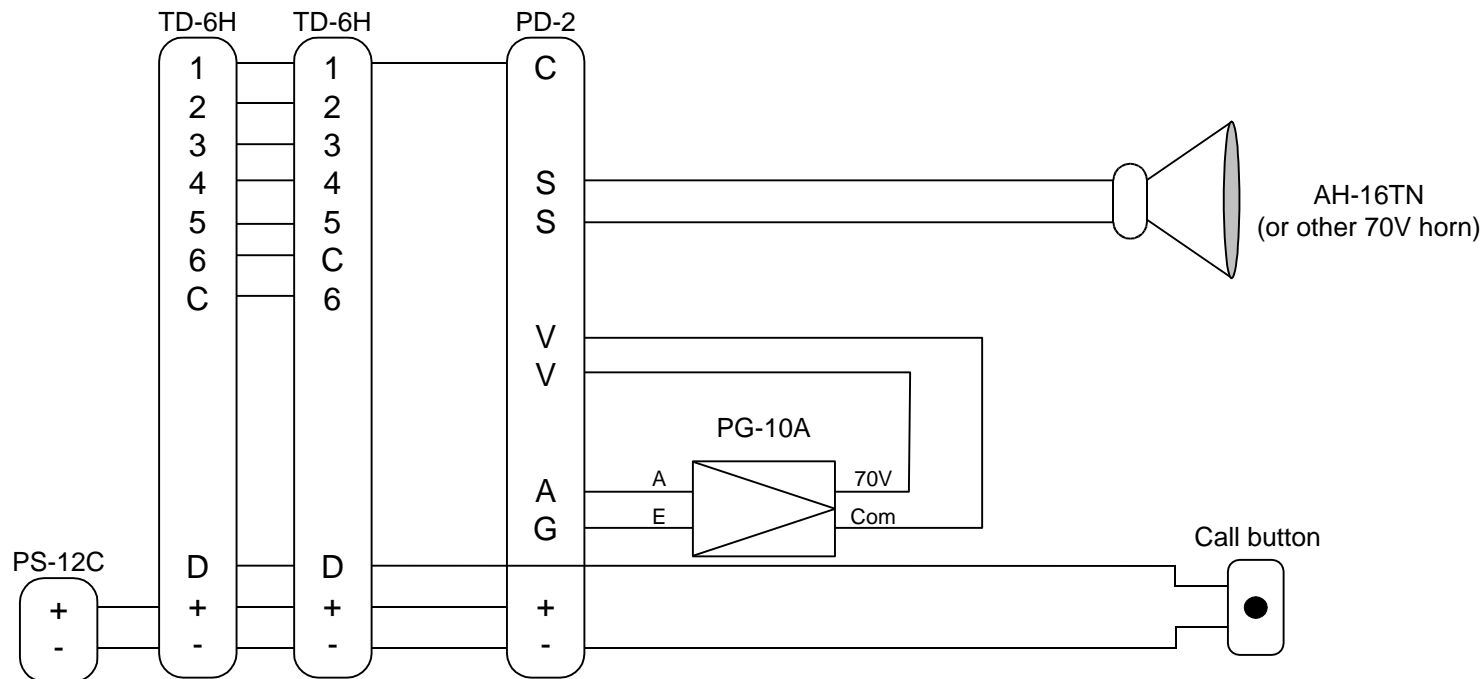 TD-6H TD-6H PD-2
1 1 C
2 2
3 3
4 4 S
5 5 S
6 C
C 6
AH-16TN
(or other 70V horn)
V
V
PG-10A
A A 70V
G E Com
Call button
PS-12C
D D
+ + + +
- - - -